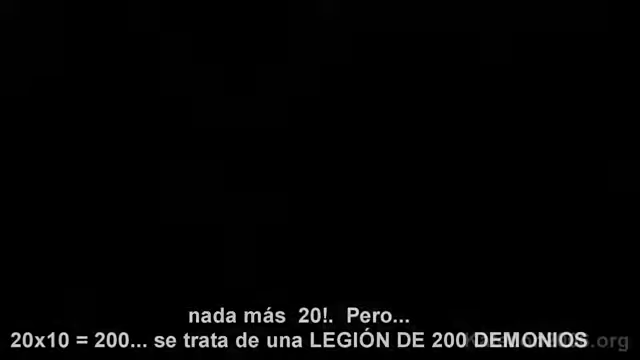 nada más  20!.  Pero...
20x10 = 200... se trata de una LEGIÓN DE 200 DEMONIOS